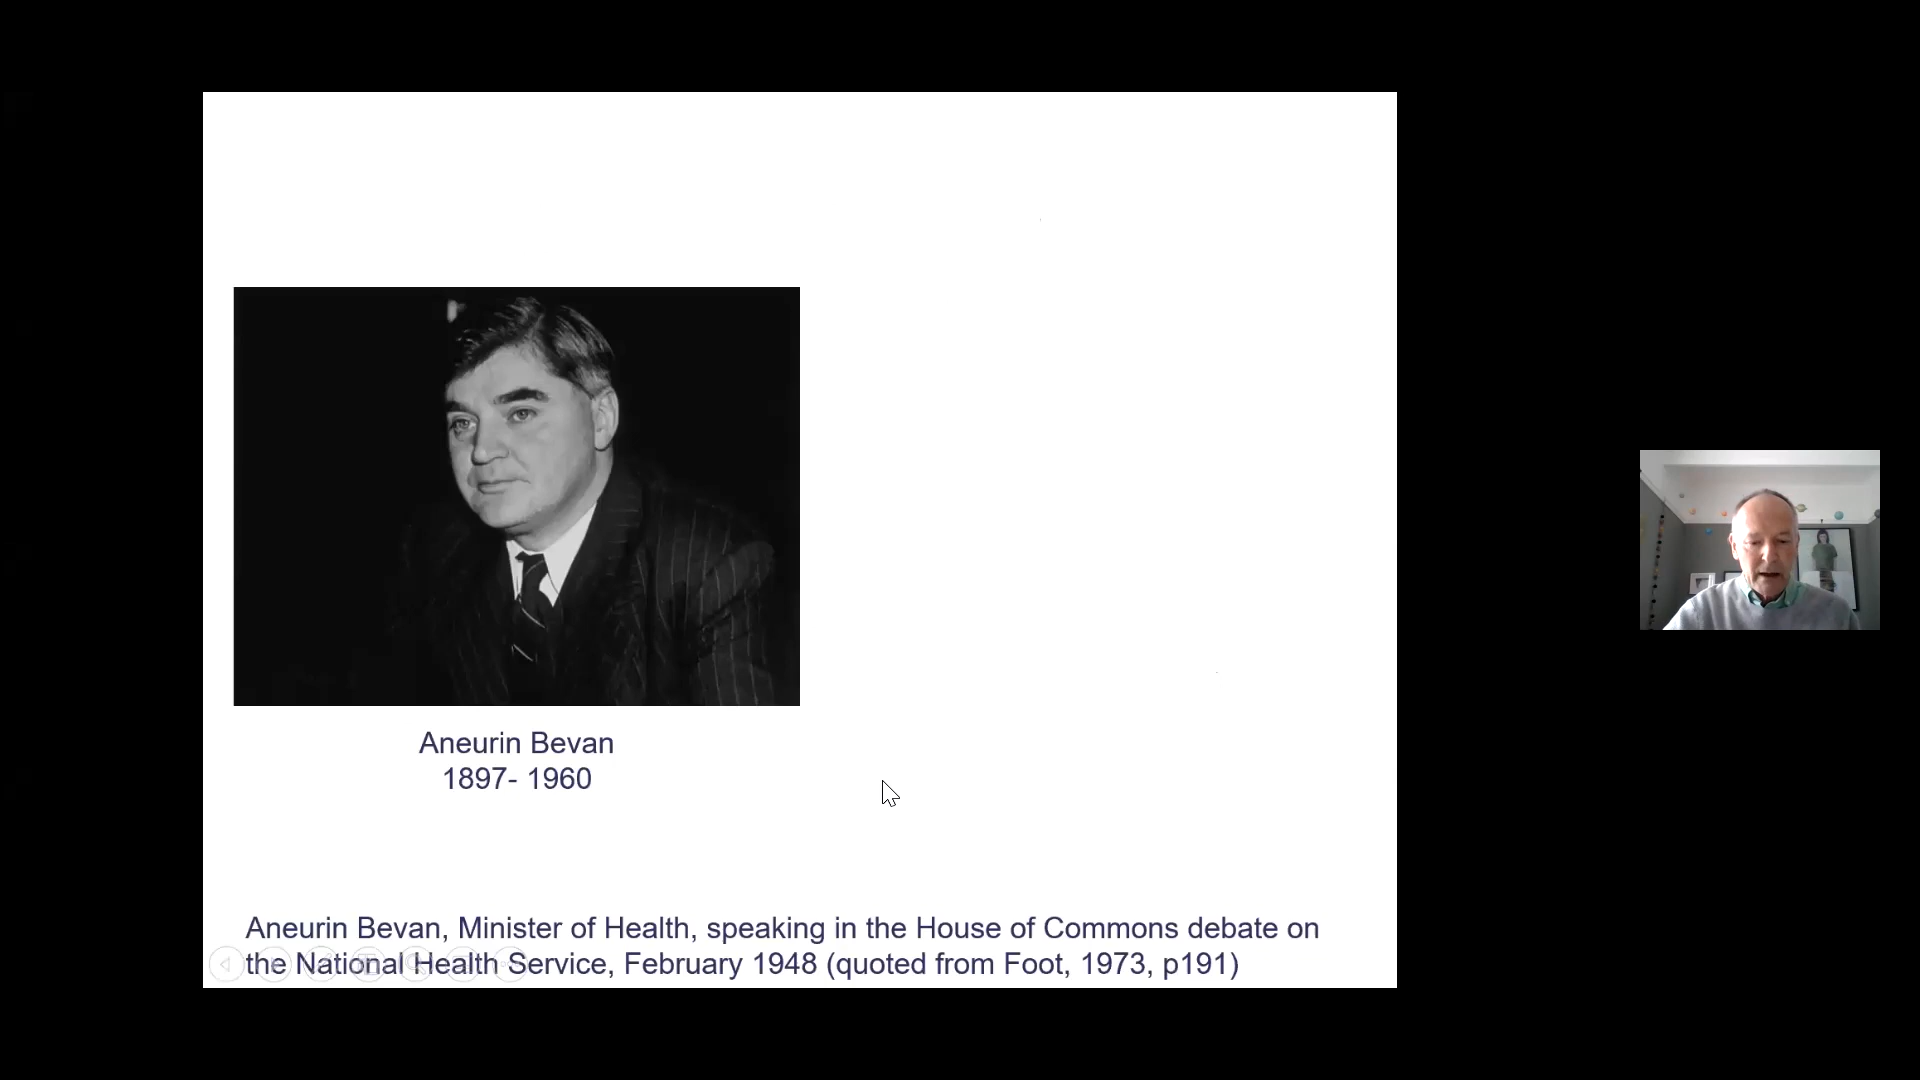 Aneurin Bevan
1897- 1960
Aneurin Bevan, Minister of Health, speaking in the House of Commons debate on
the National Health Service, February 1948 (quoted from Foot, 1973, p191)